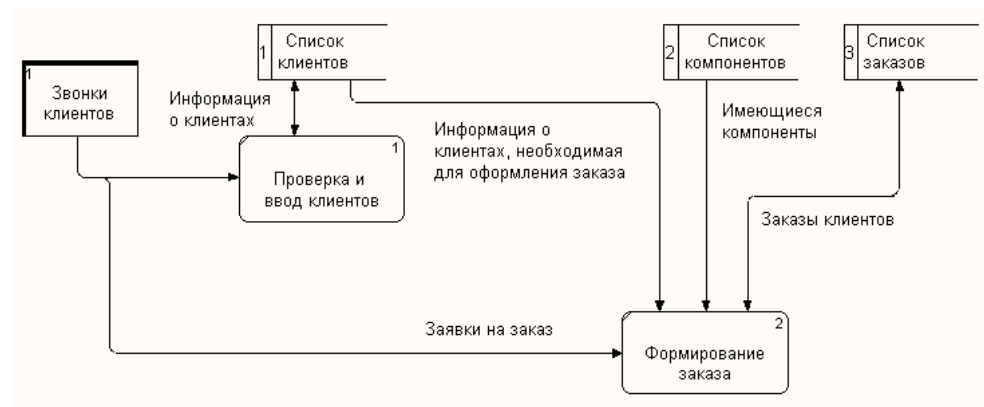 1
Звонки
клиентов
1
Список
клиентов
2
Список
компонентов
3
Список
заказов
Информация
о клиентах
1
Проверка и
ввод клиентов
Информация о
клиентах, необходимая
для оформления заказа
Имеющиеся
компоненты
Заказы клиентов
Заявки на заказ
2
Формирование
заказа